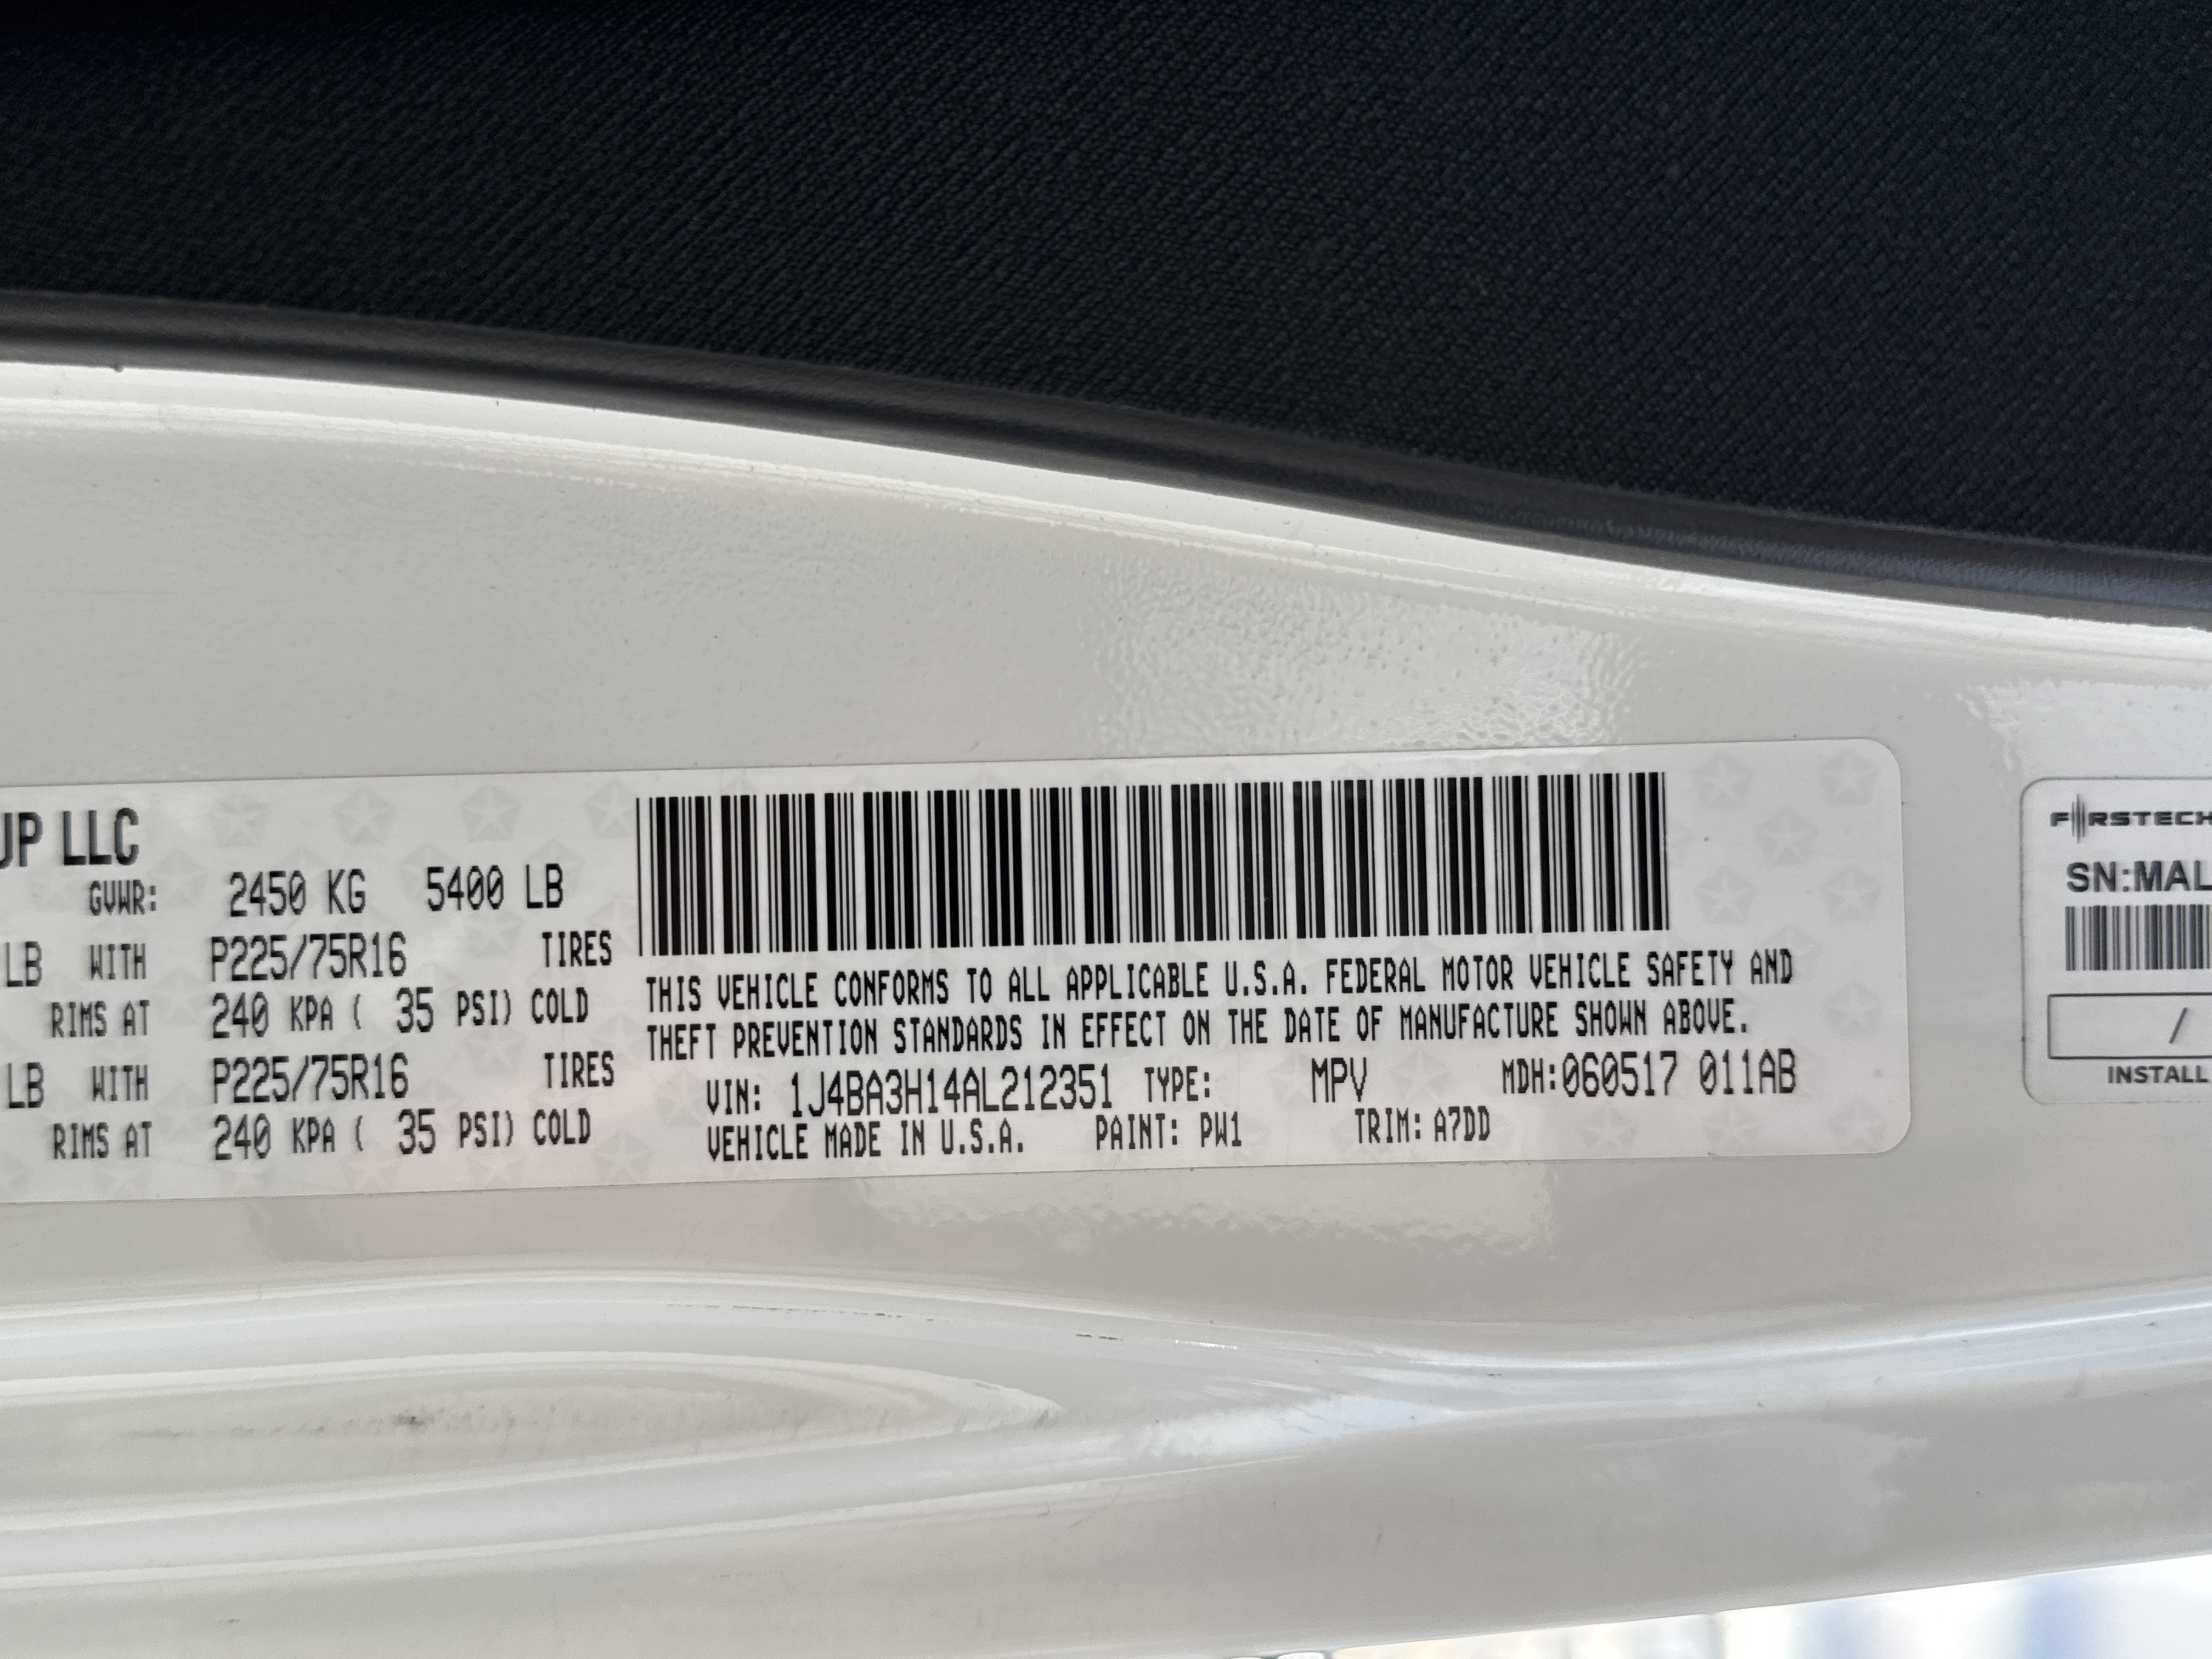 UP LLC
GVWR: 2450 KG 5400 LB
LB WITH P225/75R16 TIRES
RIMS AT 240 KPA ( 35 PSI) COLD
LB WITH P225/75R16 TIRES
RIMS AT 240 KPA ( 35 PSI) COLD
THIS VEHICLE CONFORMS TO ALL APPLICABLE U.S.A. FEDERAL MOTOR VEHICLE SAFETY AND
THEFT PREVENTION STANDARDS IN EFFECT ON THE DATE OF MANUFACTURE SHOWN ABOVE.
VIN: 1J4BA3H14AL212351 TYPE: MPV MDH:060517 011AB
VEHICLE MADE IN U.S.A. PAINT: PW1 TRIM: A7DD
FIRSTECH
SN:MAL
/
INSTALL